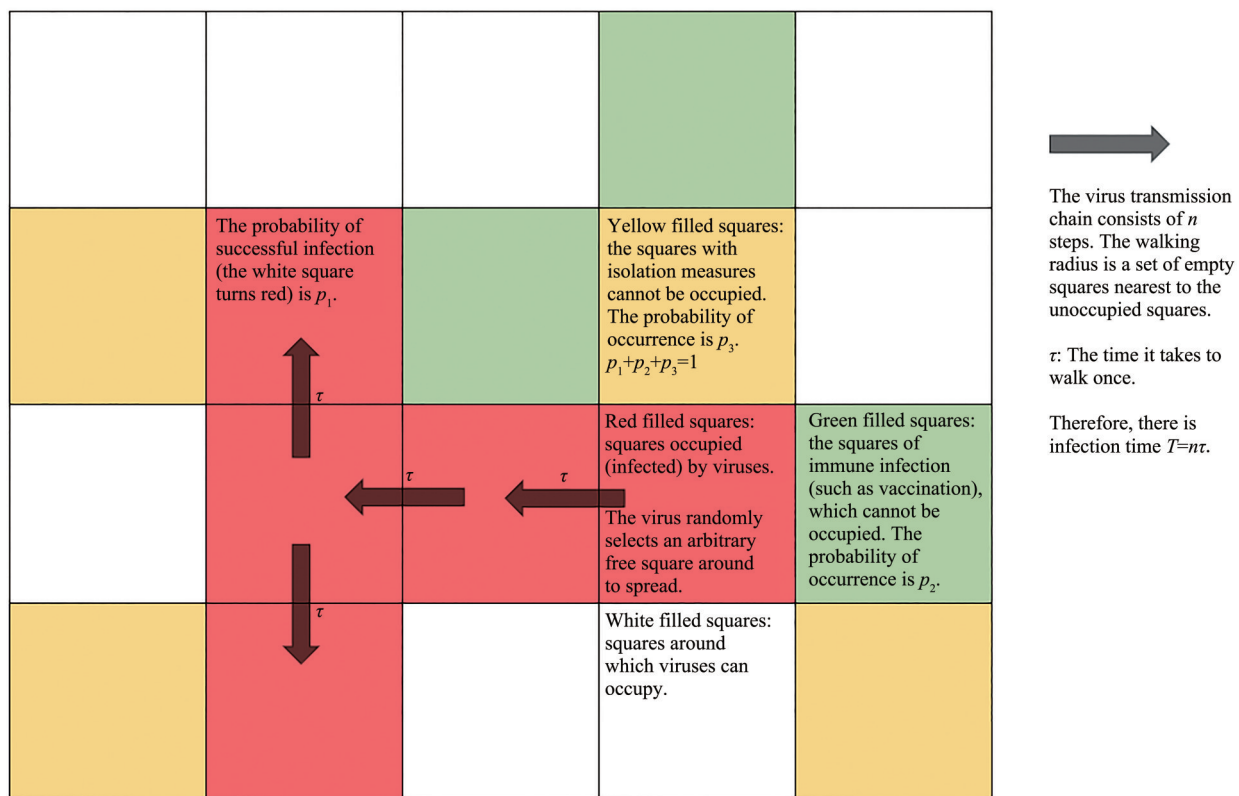 The probability of
successful infection
(the white square
turns red) is p₁.
Yellow filled squares:
the squares with
isolation measures
cannot be occupied.
The probability of
occurrence is p₃.
p₁+p₂+p₃=1
τ
Red filled squares:
squares occupied
(infected) by viruses.
The virus randomly
selects an arbitrary
free square around
to spread.
τ
τ
Green filled squares:
the squares of
immune infection
(such as vaccination),
which cannot be
occupied. The
probability of
occurrence is p₂.
τ
White filled squares:
squares around
which viruses can
occupy.
The virus transmission
chain consists of n
steps. The walking
radius is a set of empty
squares nearest to the
unoccupied squares.
τ: The time it takes to
walk once.
Therefore, there is
infection time T=nτ.